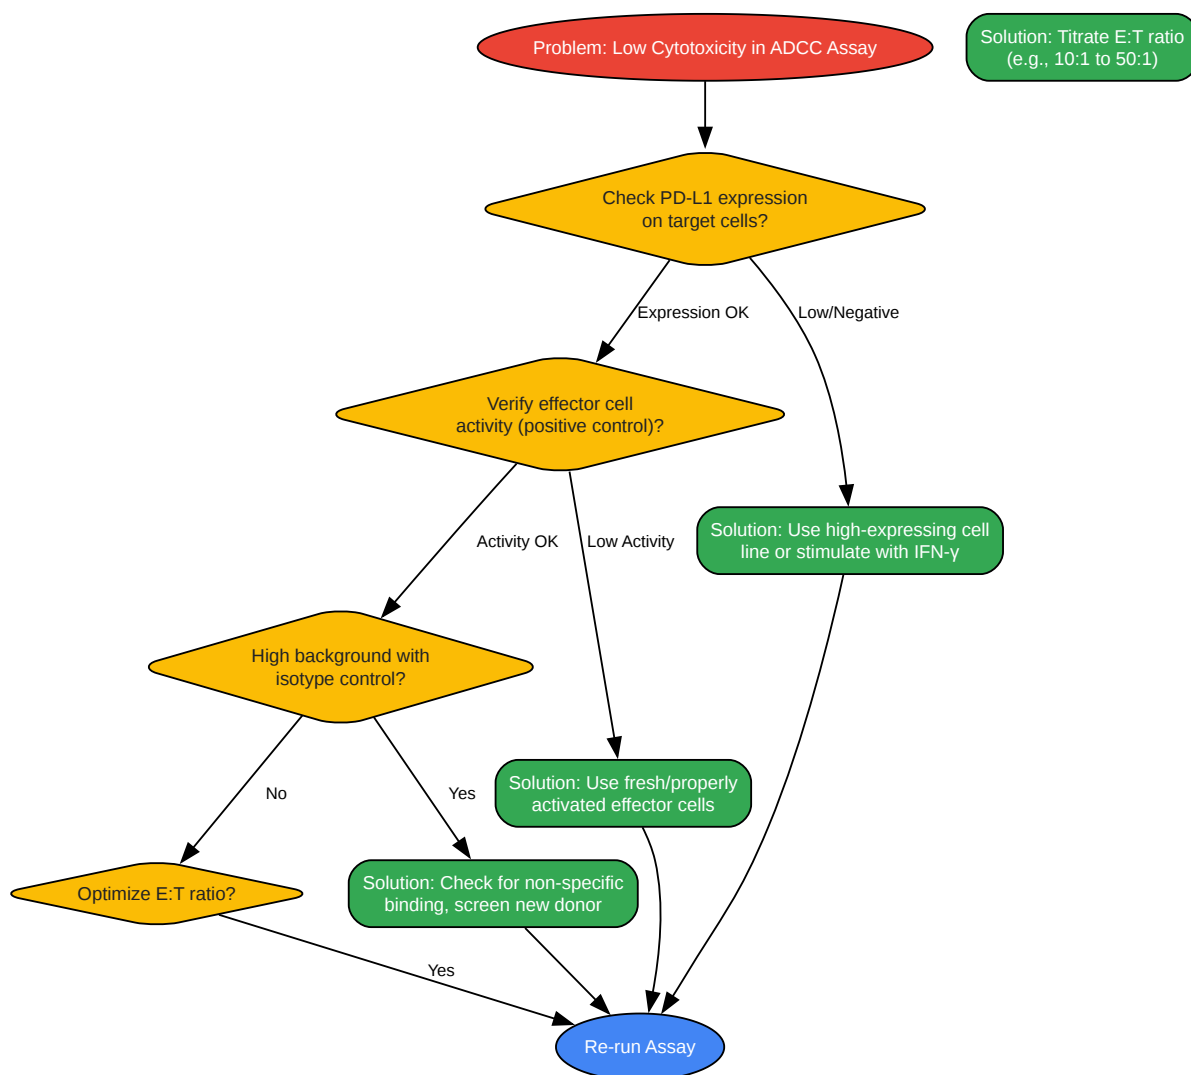 Problem: Low Cytotoxicity in ADCC Assay
Solution: Titrate E:T ratio
(e.g., 10:1 to 50:1)
Check PD-L1 expression
on target cells?
Expression OK
Low/Negative
Verify effector cell
activity (positive control)?
Activity OK
Low Activity
Solution: Use high-expressing cell
line or stimulate with IFN-γ
High background with
isotype control?
No
Yes
Solution: Use fresh/properly
activated effector cells
Optimize E:T ratio?
Solution: Check for non-specific
binding, screen new donor
Yes
Re-run Assay